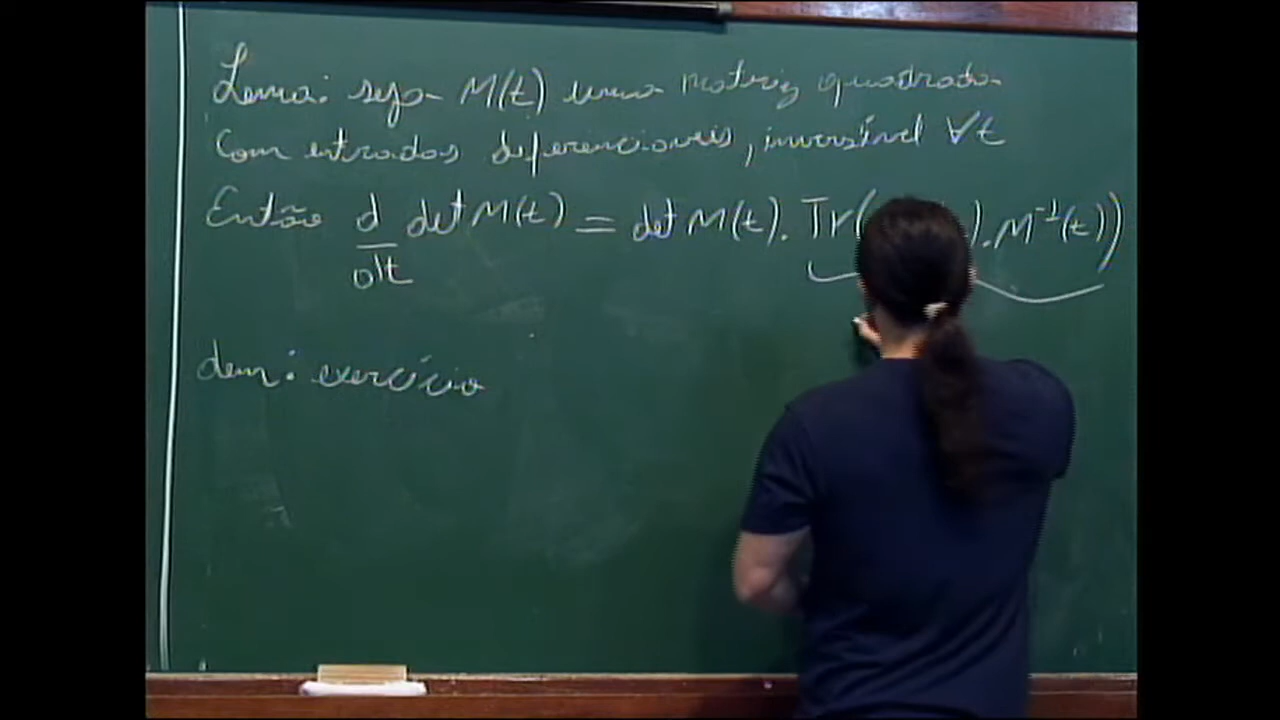 Lema: seja M(t) uma matriz quadrada
com entradas diferenciáveis, inversível ∀t
Então d/dt det M(t) = det M(t). Tr( ). M⁻¹(t))
dem: exercício